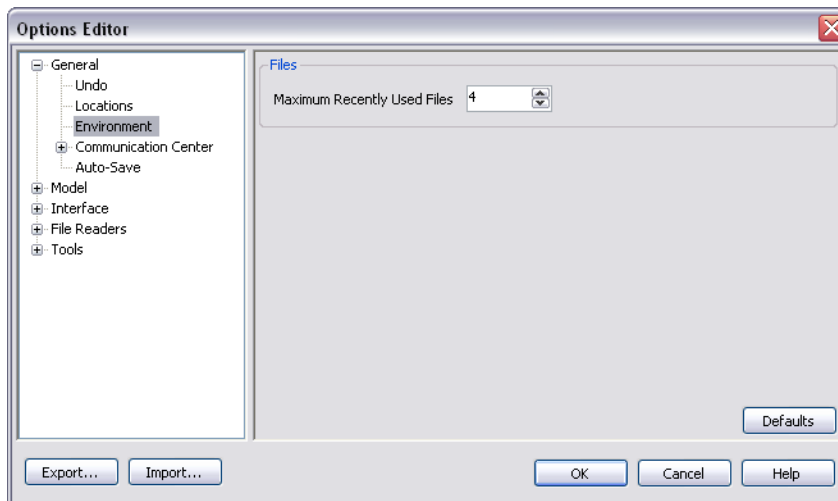 Options Editor
General
Undo
Locations
Environment
Communication Center
Auto-Save
Model
Interface
File Readers
Tools
Files
Maximum Recently Used Files 4
Defaults
Export... Import... OK Cancel Help